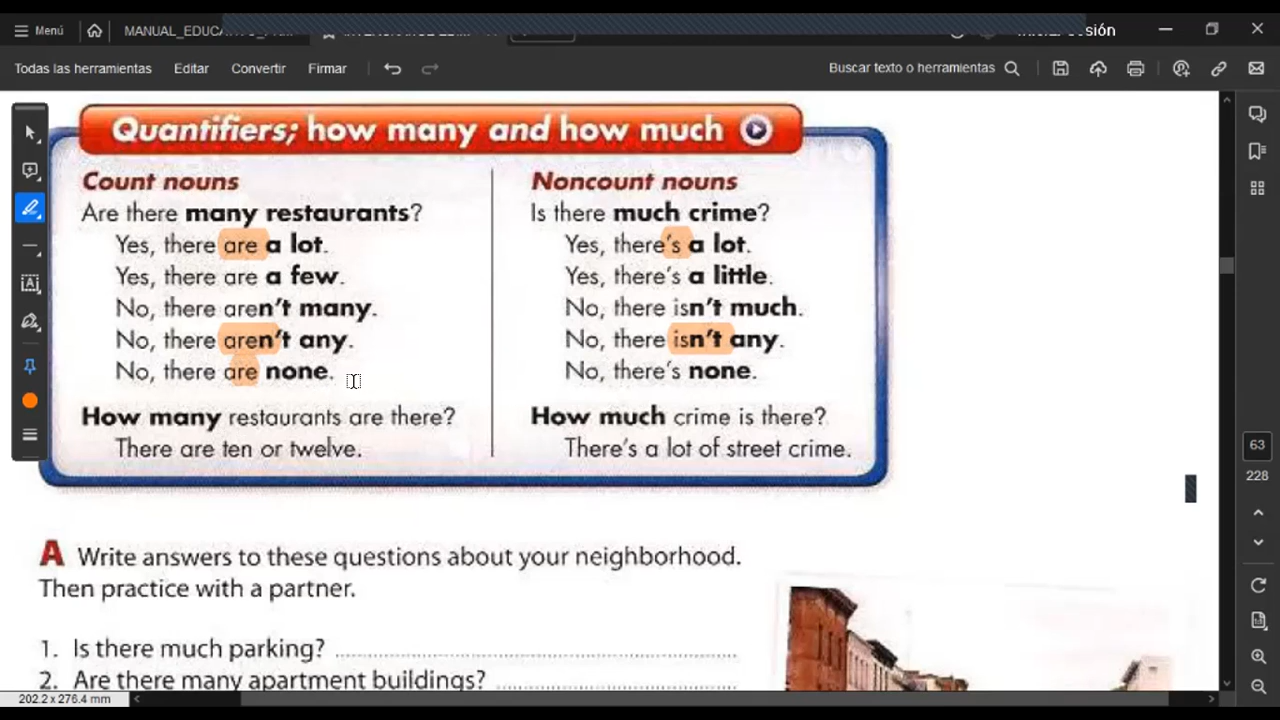 Menú
MANUAL_EDUCA
Todas las herramientas Editar Convertir Firmar
Buscar texto o herramientas
Quantifiers; how many and how much
Count nouns
Are there many restaurants?
Yes, there are a lot.
Yes, there are a few.
No, there aren't many.
No, there aren't any.
No, there are none.
How many restaurants are there?
There are ten or twelve.
Noncount nouns
Is there much crime?
Yes, there's a lot.
Yes, there's a little.
No, there isn't much.
No, there isn't any.
No, there's none.
How much crime is there?
There's a lot of street crime.
A Write answers to these questions about your neighborhood.
Then practice with a partner.
1. Is there much parking?
2. Are there many apartment buildings?
63
228
202.2 x 276.4 mm